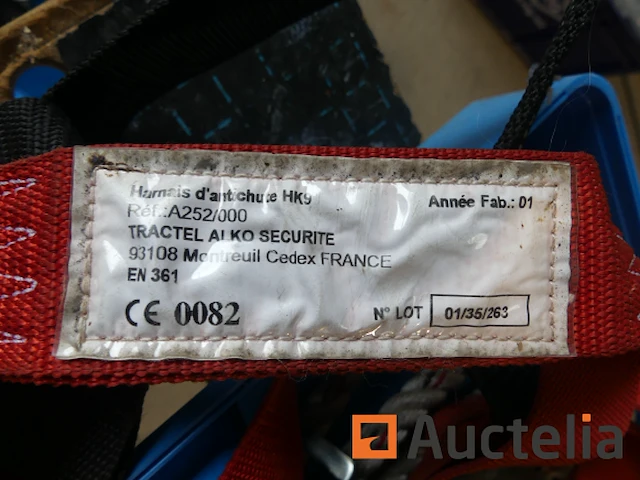 Harnais d'antichute HK9 Année Fab.: 01
Réf.:A252/000
TRACTEL ALKO SECURITE
93108 Montreuil Cedex FRANCE
EN 361
CE 0082 N° LOT 01/35/263
Auctelia